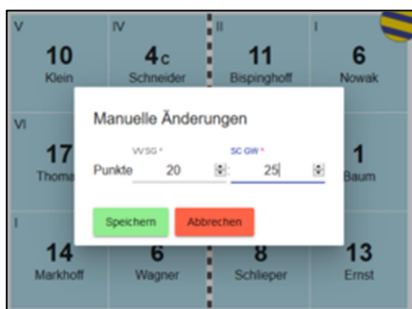 V IV II I
10 4c 11 6
Klein Schneider Bispinghoff Nowak
VI
Manuelle Änderungen
VVSG * SC GW *
17 Punkte 20 : 25 1
Baum
Speichern Abbrechen
I
14 6 8 13
Markhoff Wagner Schlieper Ernst